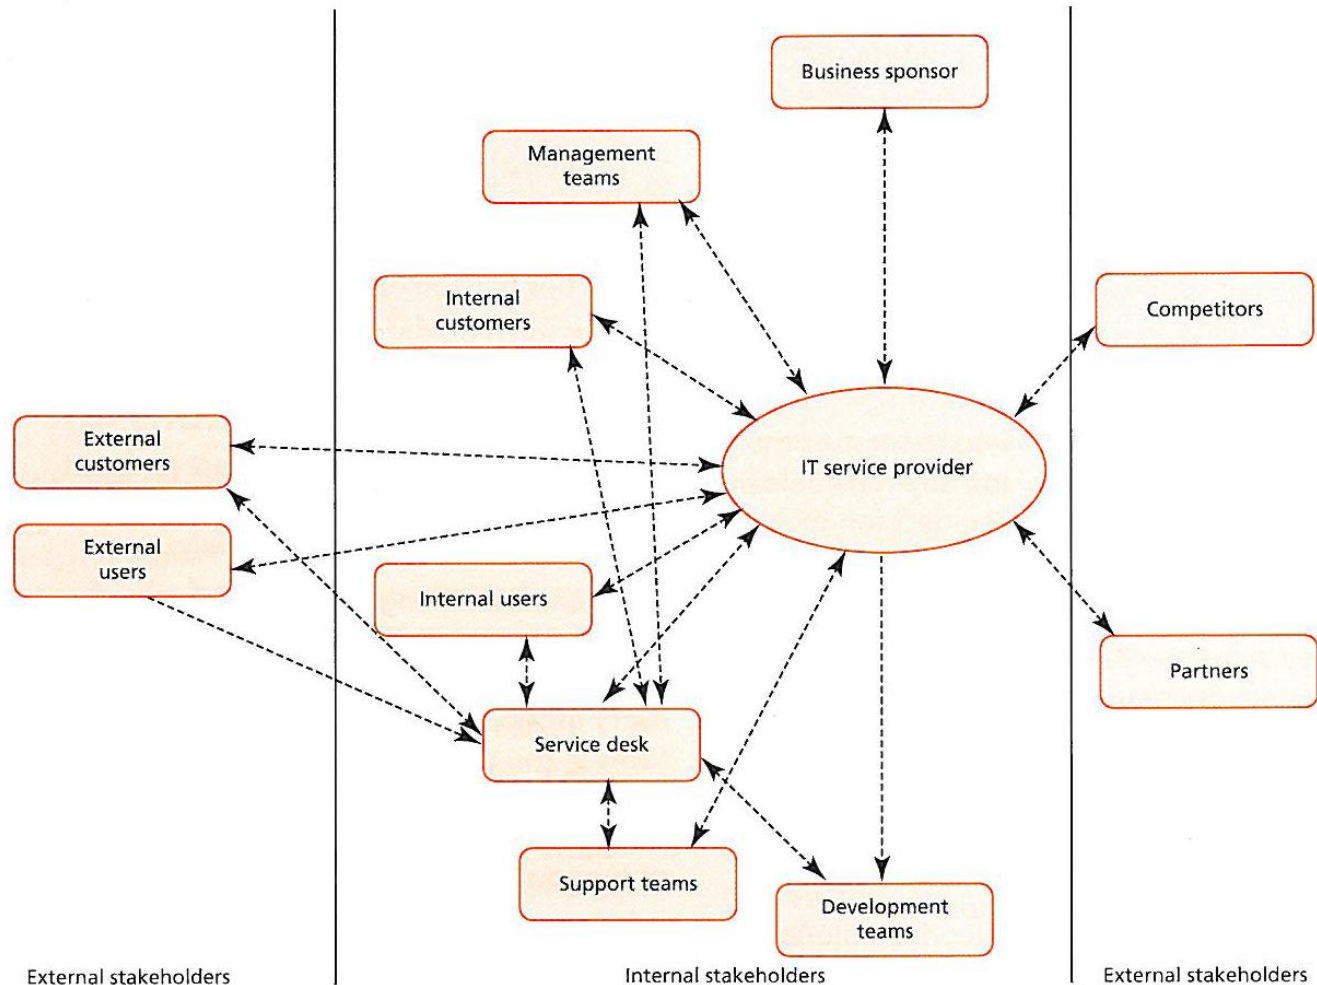 Business sponsor
Management
teams
Internal
customers
Competitors
External
customers
IT service provider
External
users
Internal users
Partners
Service desk
Support teams
Development
teams
External stakeholders
Internal stakeholders
External stakeholders